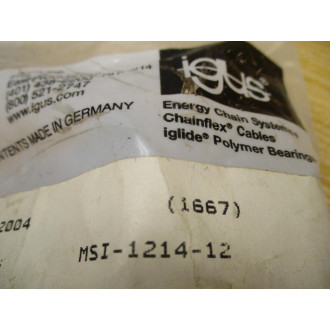 (800) 521-2747
www.igus.com
CONTENTS MADE IN GERMANY
igus®
Energy Chain Systems®
Chainflex® Cables
iglide® Polymer Bearings
2004
(1667)
MSI-1214-12